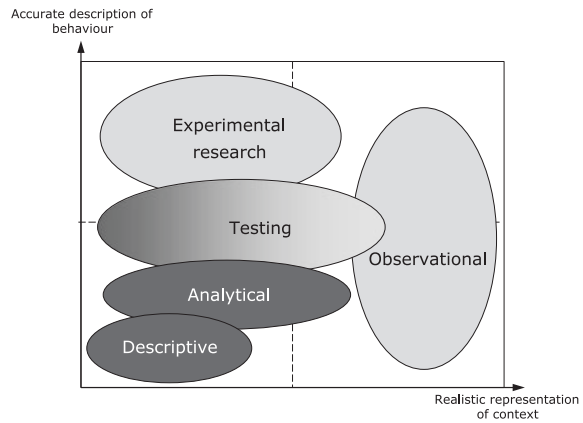 Accurate description of
behaviour
Experimental
research
Testing
Observational
Analytical
Descriptive
Realistic representation
of context